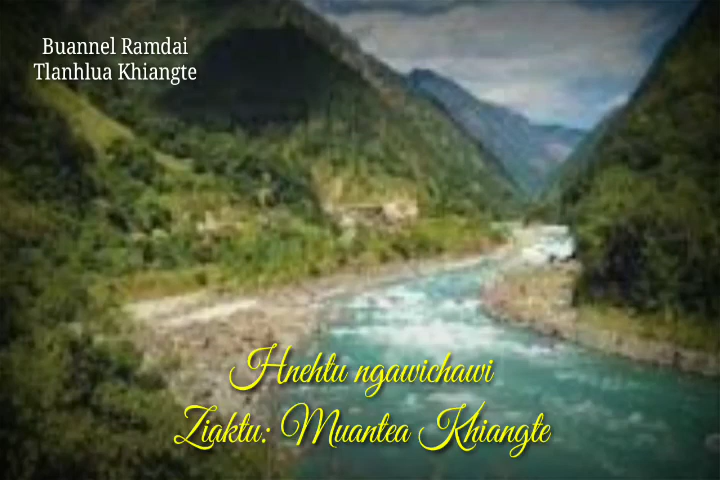 Buannel Ramdai
Tlanhlua Khiangte
Hnehtu ngawichawi
Ziaktu: Muantea Khiangte